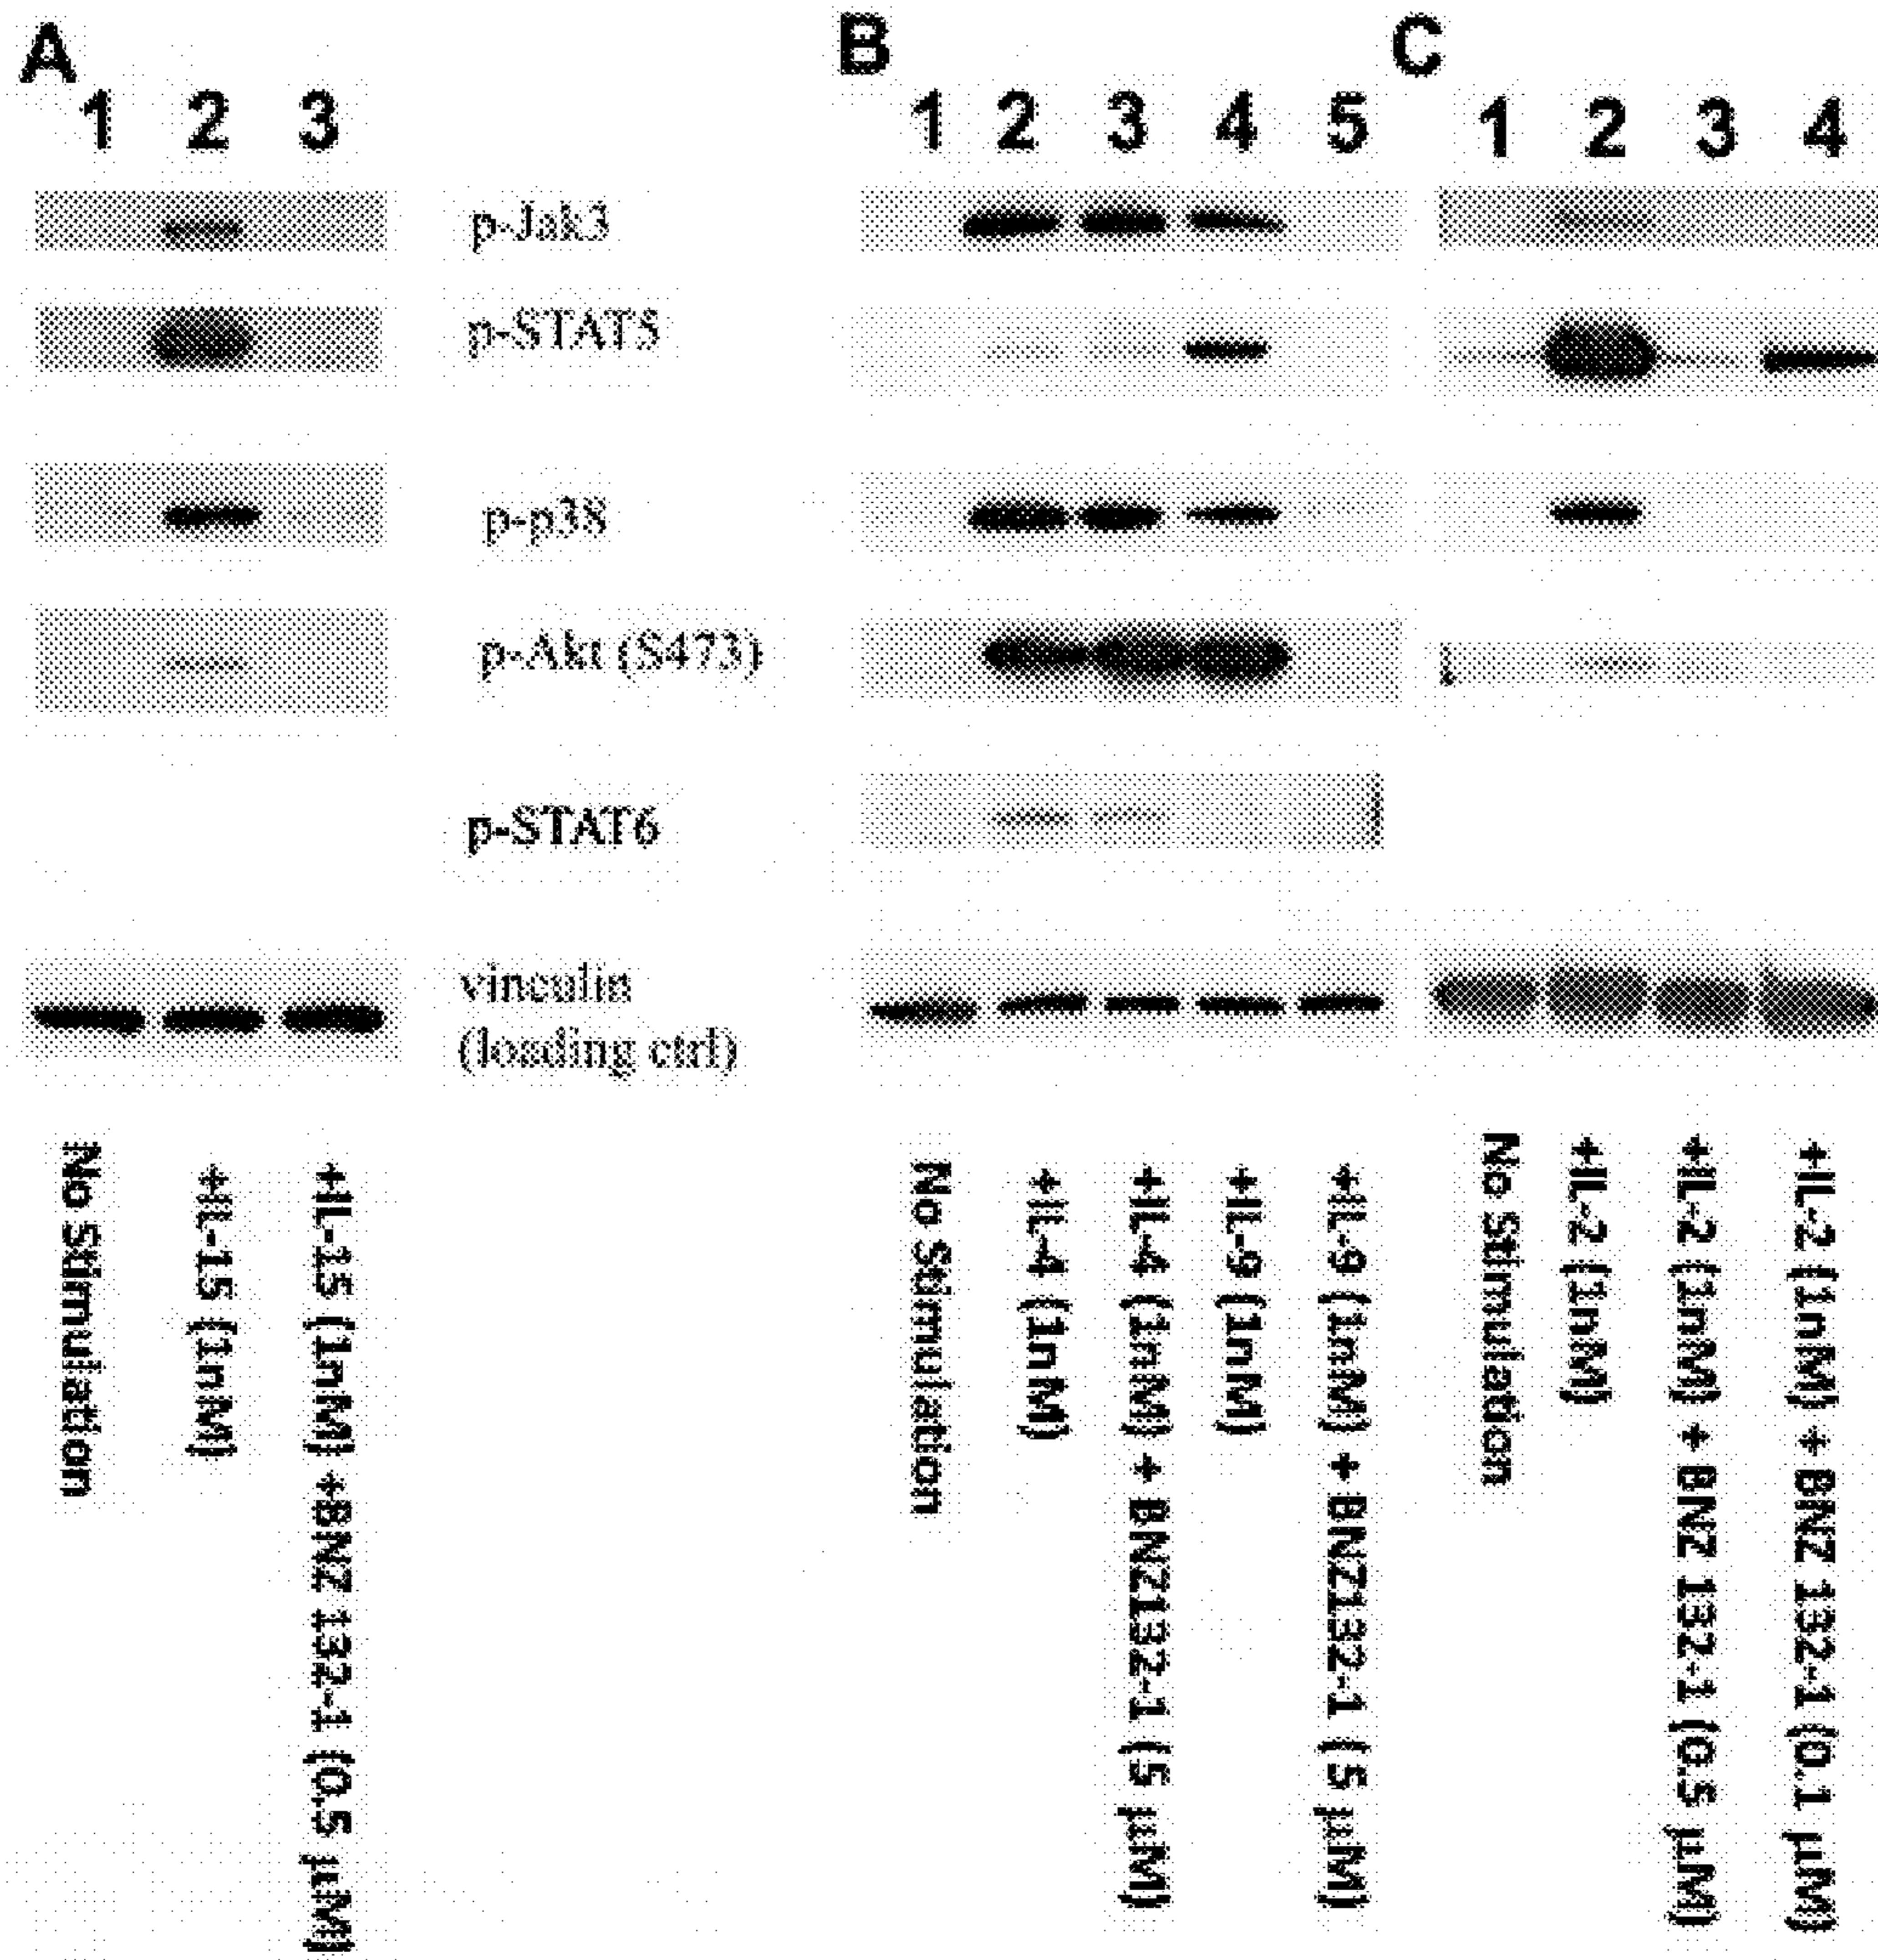 A
B
C
1 2 3
1 2 3 4 5
1 2 3 4
p-Jak3
p-STAT5
p-p38
p-Akt (S473)
p-STAT6
vinculin
(loading ctrl)
No Stimulation
+IL-15 (1nM)
+IL-15 (1nM) +BNZ 132-1 (0.5 µM)
No Stimulation
+IL-4 (1nM)
+IL-4 (1nM) + BNZ132-1 (5 µM)
+IL-9 (1nM)
+IL-9 (1nM) + BNZ132-1 (5 µM)
No Stimulation
+IL-2 (1nM)
+IL-2 (1nM) + BNZ 132-1 (0.5 µM)
+IL-2 (1nM) + BNZ 132-1 (0.1 µM)